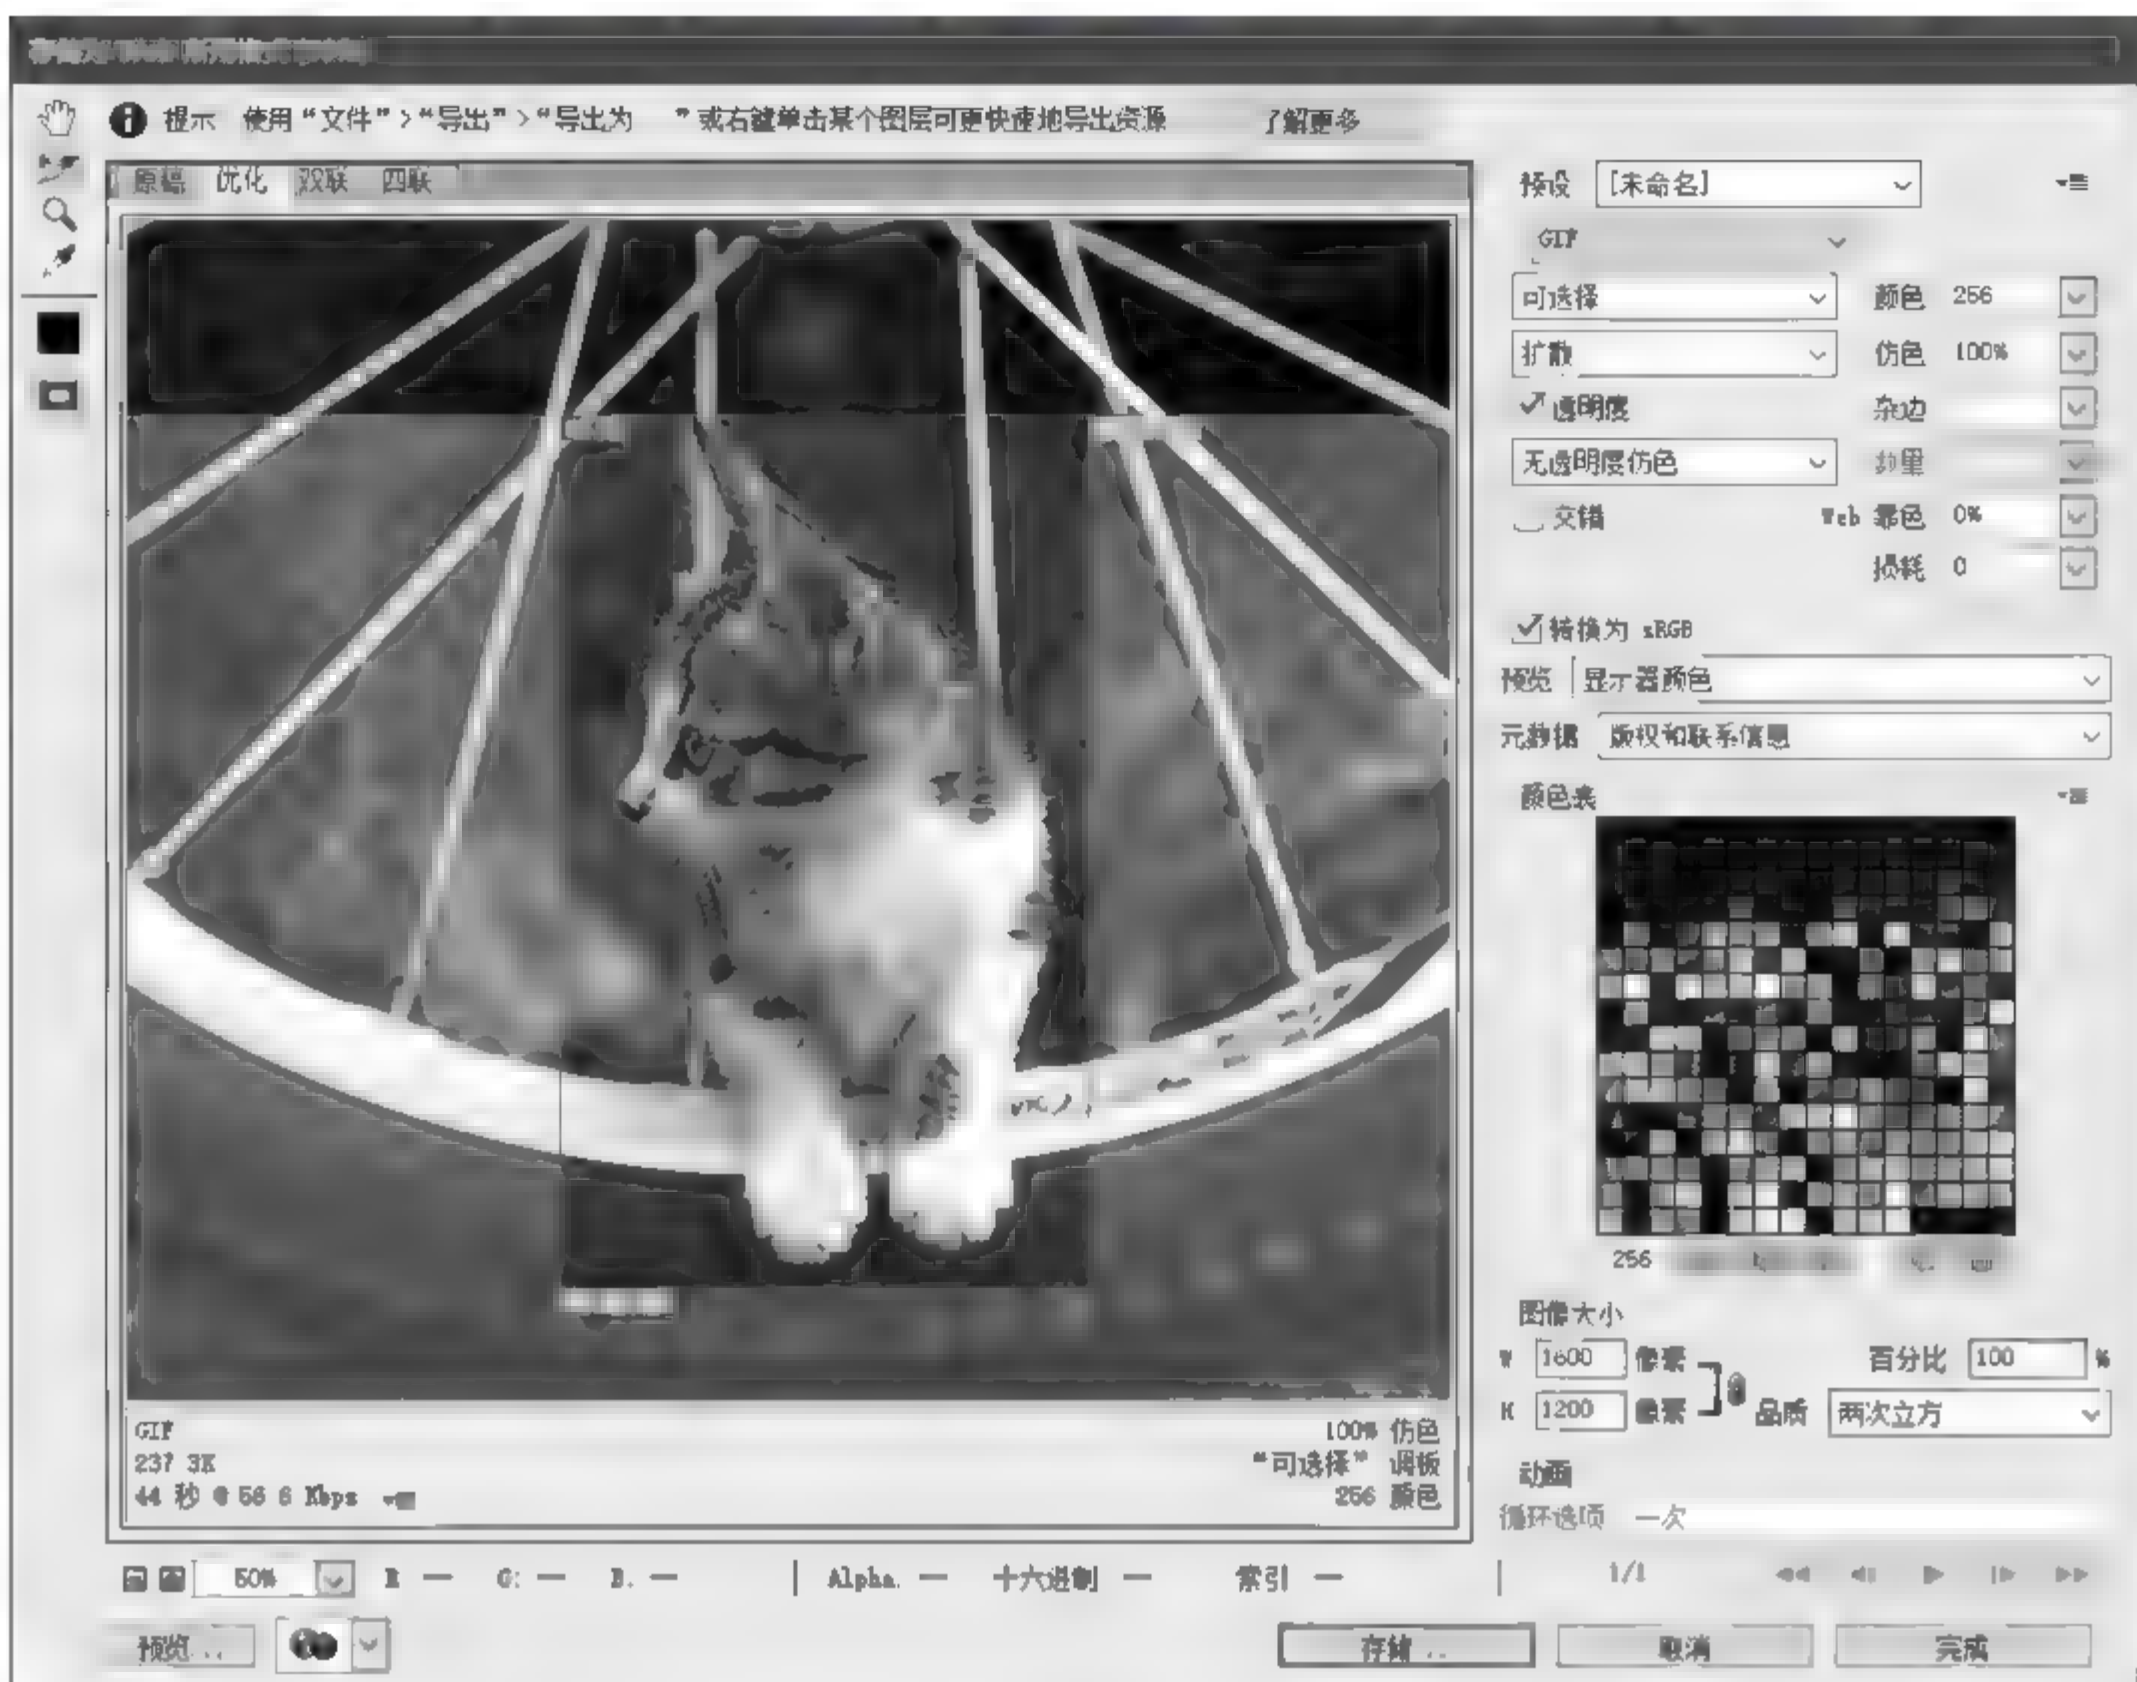 提示 使用“文件”>“导出”>“导出为 ”或右键单击某个图层可更快速地导出资源 了解更多
原稿 优化 双联 四联
预设 [未命名]
GIF
可选择 颜色 256
扩散 仿色 100%
透明度 杂边
无透明度仿色 数量
交错 Web 靠色 0%
损耗 0
转换为 sRGB
预览 显示器颜色
元数据 版权和联系信息
颜色表
256
图像大小
W 1600 像素 百分比 100 %
H 1200 像素 品质 两次立方
动画
循环选项 一次
GIF 100% 仿色
237 3K “可选择” 调板
44 秒 @ 56 6 Kbps 256 颜色
50% R — G: — B. — Alpha. — 十六进制 — 索引 — 1/1
预览 .. 存储 .. 取消 完成